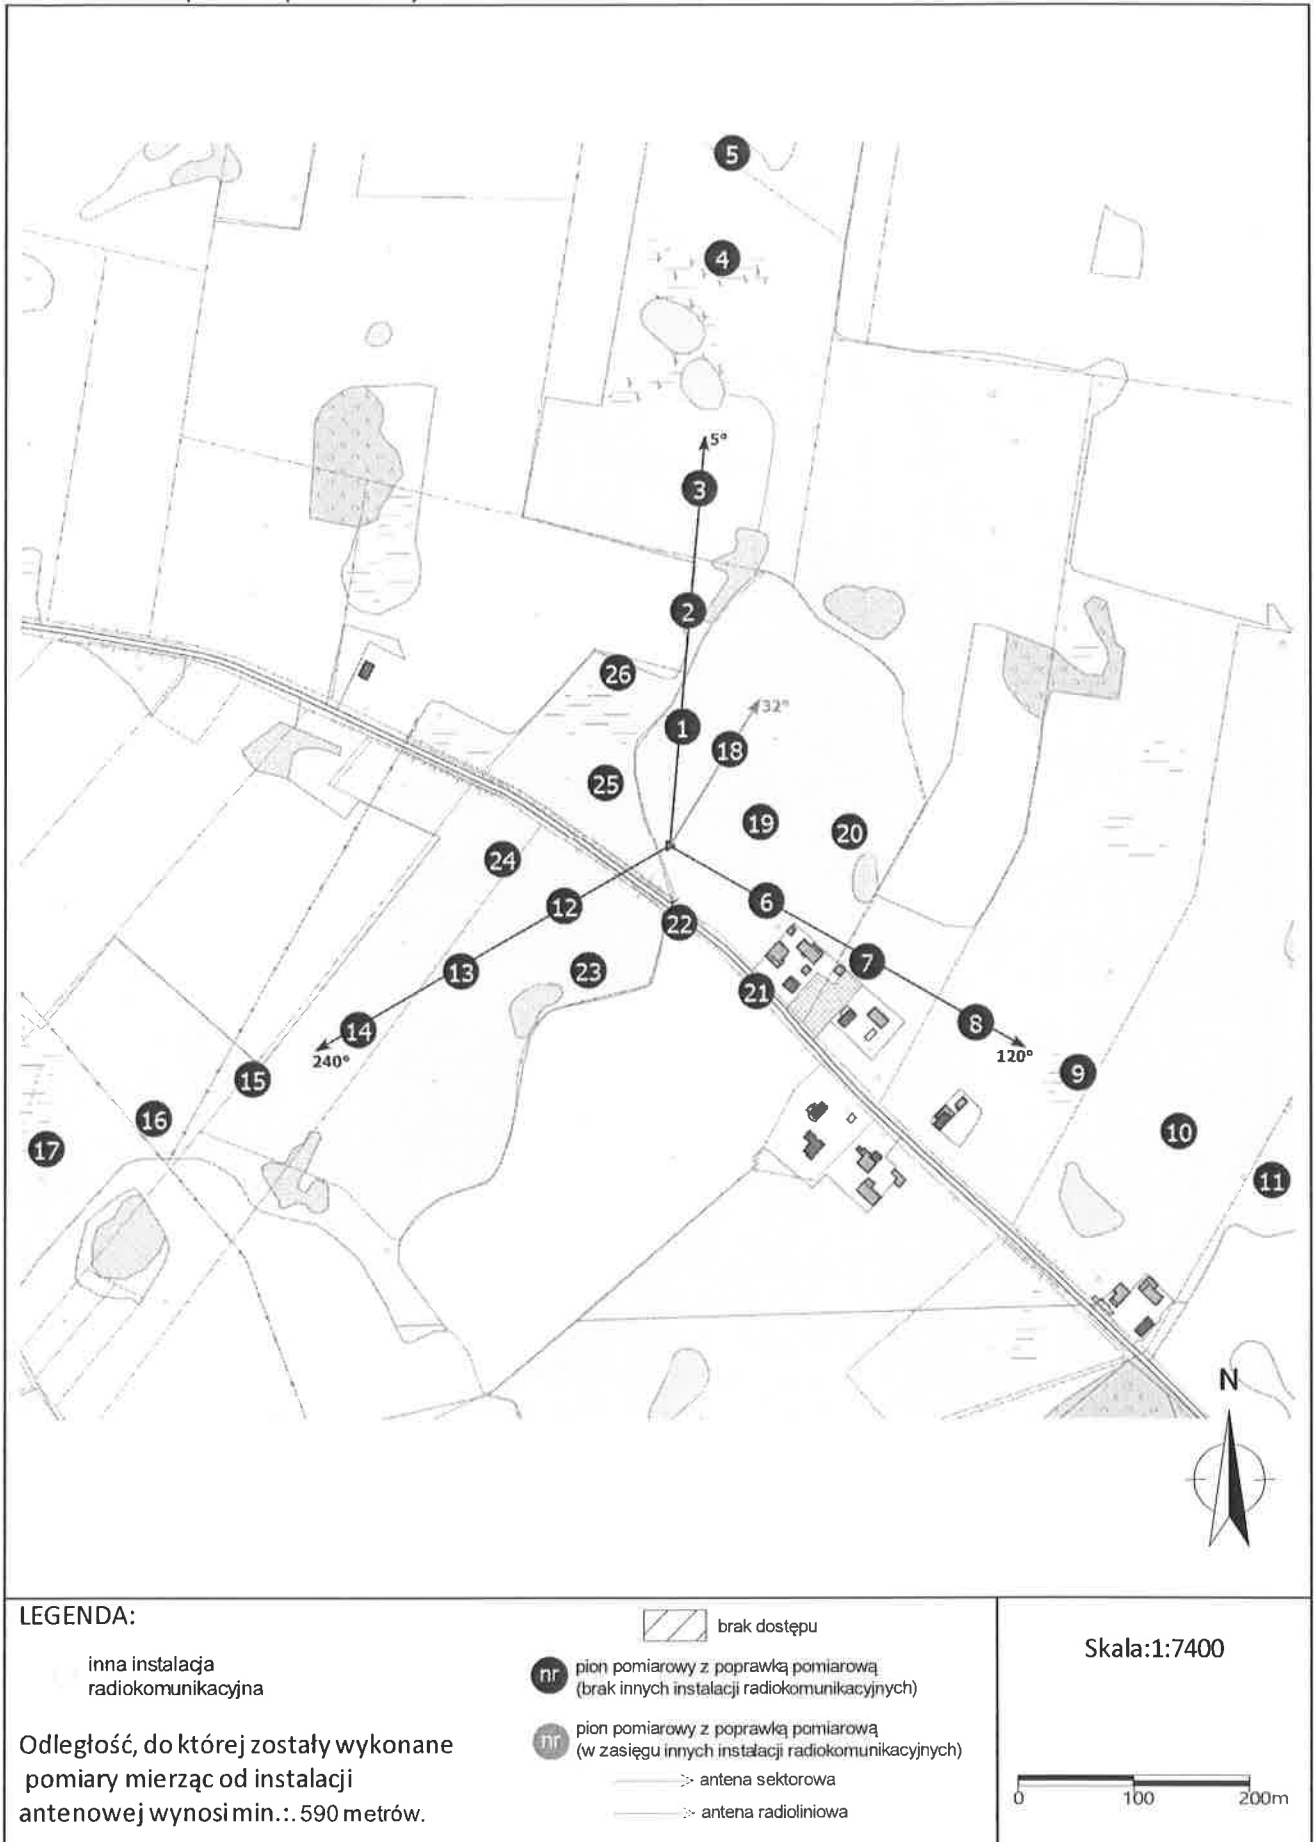 5
4
5°
3
2
26
1
32°
18
25
19
20
24
12
6
22
13
23
7
21
14
240°
8
120°
15
9
16
10
17
11
N
LEGENDA:
inna instalacja
radiokomunikacyjna
Odległość, do której zostały wykonane
pomiary mierząc od instalacji
antenowej wynosi min.:. 590 metrów.
brak dostępu
nr pion pomiarowy z poprawką pomiarową
(brak innych instalacji radiokomunikacyjnych)
nr pion pomiarowy z poprawką pomiarową
(w zasięgu innych instalacji radiokomunikacyjnych)
antena sektorowa
antena radioliniowa
Skala:1:7400
0 100 200m